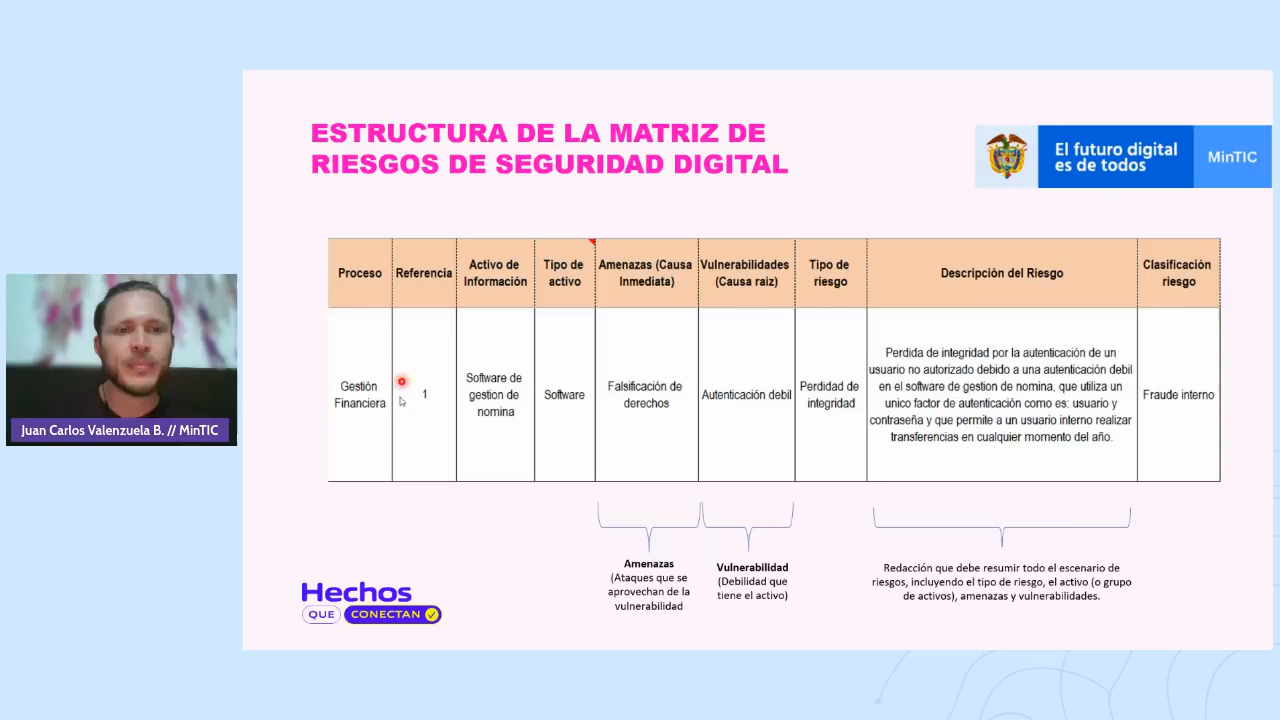 ESTRUCTURA DE LA MATRIZ DE
RIESGOS DE SEGURIDAD DIGITAL
El futuro digital
es de todos
MinTIC
Proceso
Referencia
Activo de
Información
Tipo de
activo
Amenazas (Causa
Inmediata)
Vulnerabilidades
(Causa raiz)
Tipo de
riesgo
Descripción del Riesgo
Clasificación
riesgo
Gestión
Financiera
1
Software de
gestion de
nomina
Software
Falsificación de
derechos
Autenticación debil
Perdidad de
integridad
Perdida de integridad por la autenticación de un
usuario no autorizado debido a una autenticación debil
en el software de gestion de nomina, que utiliza un
unico factor de autenticación como es: usuario y
contraseña y que permite a un usuario interno realizar
transferencias en cualquier momento del año.
Fraude interno
Juan Carlos Valenzuela B. // MinTIC
Amenazas
(Ataques que se
aprovechan de la
vulnerabilidad
Vulnerabilidad
(Debilidad que
tiene el activo)
Redacción que debe resumir todo el escenario de
riesgos, incluyendo el tipo de riesgo, el activo (o grupo
de activos), amenazas y vulnerabilidades.
Hechos
QUE CONECTAN